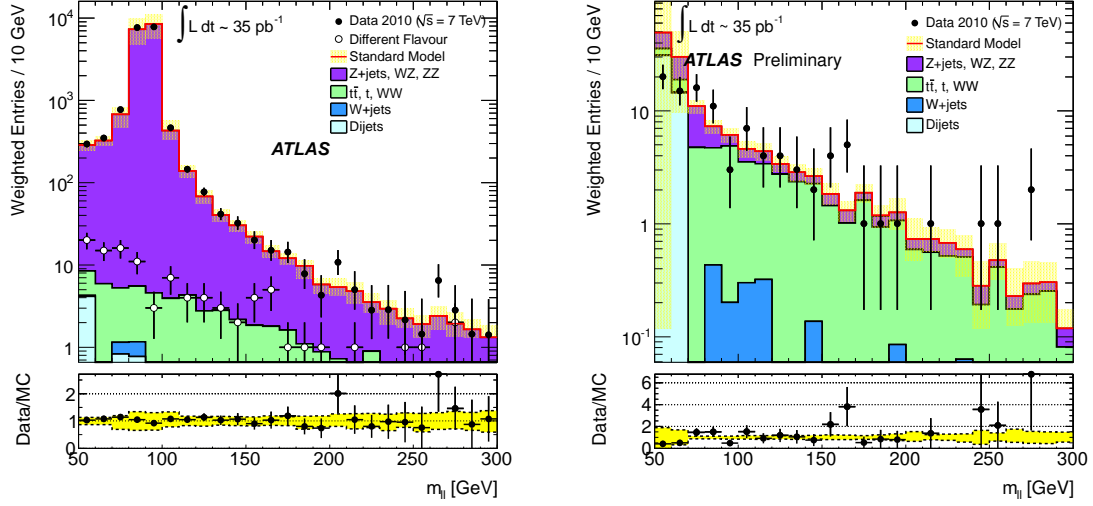 ∫ L dt ~ 35 pb⁻¹
Data 2010 (√s = 7 TeV)
Different Flavour
Standard Model
Z+jets, WZ, ZZ
tt̄, t, WW
W+jets
Dijets
ATLAS
Weighted Entries / 10 GeV
10⁴
10³
10²
10
1
Data/MC
2
1
0
50 100 150 200 250 300
m_ll [GeV]
∫ L dt ~ 35 pb⁻¹
Data 2010 (√s = 7 TeV)
Standard Model
ATLAS Preliminary
Z+jets, WZ, ZZ
tt̄, t, WW
W+jets
Dijets
Weighted Entries / 10 GeV
10
1
10⁻¹
Data/MC
6
4
2
0
50 100 150 200 250 300
m_ll [GeV]